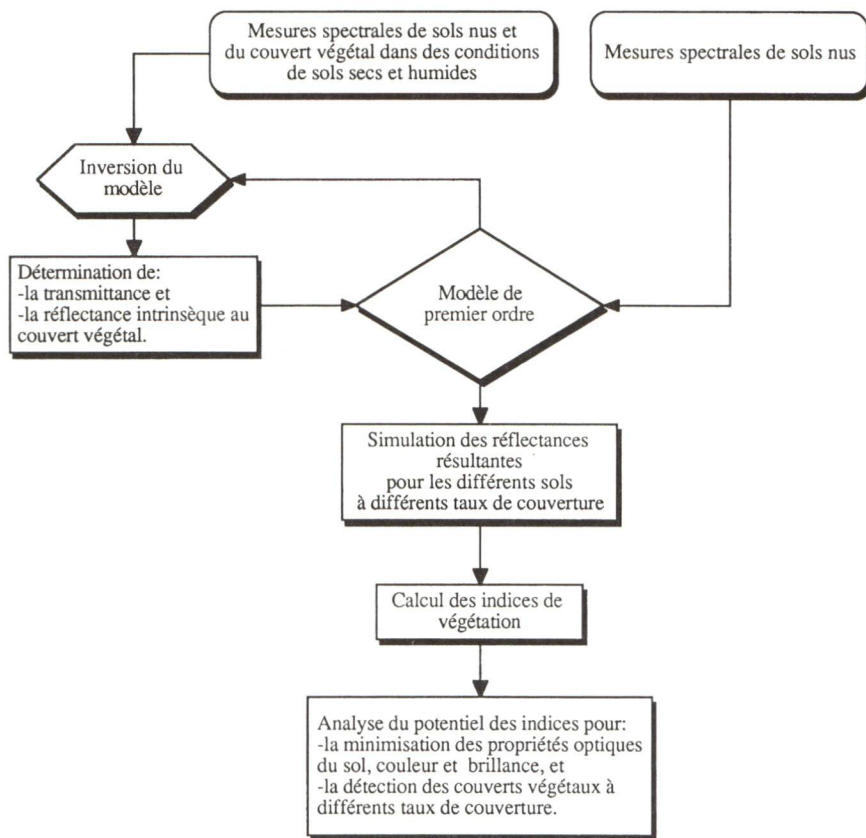 Mesures spectrales de sols nus et
du couvert végétal dans des conditions
de sols secs et humides
Mesures spectrales de sols nus
Inversion du
modèle
Détermination de:
-la transmittance et
-la réflectance intrinsèque au
couvert végétal.
Modèle de
premier ordre
Simulation des réflectances
résultantes
pour les différents sols
à différents taux de couverture
Calcul des indices de
végétation
Analyse du potentiel des indices pour:
-la minimisation des propriétés optiques
du sol, couleur et brillance, et
-la détection des couverts végétaux à
différents taux de couverture.